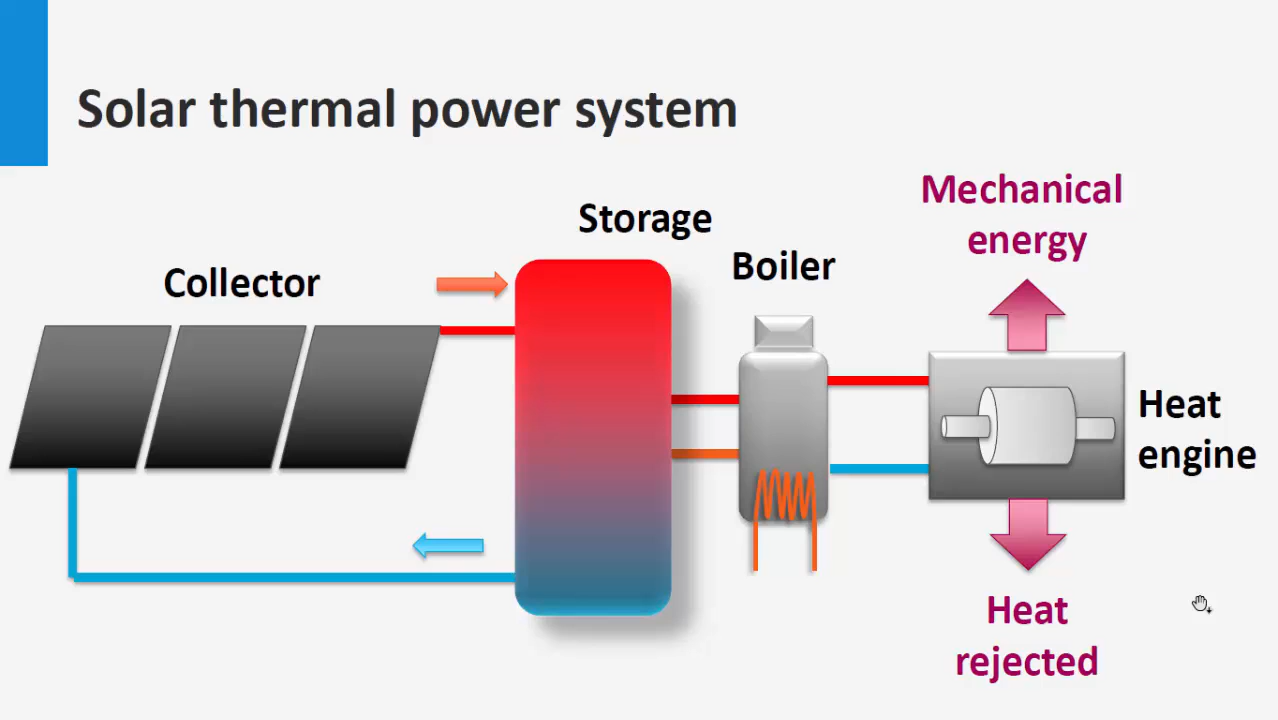 Solar thermal power system
Mechanical
energy
Storage
Boiler
Collector
Heat
engine
Heat
rejected